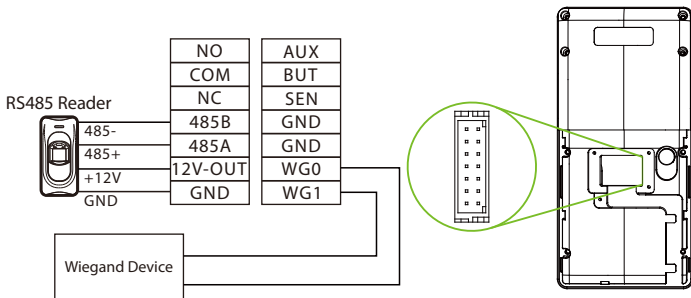 NO AUX
COM BUT
NC SEN
RS485 Reader
485- 485B GND
485+ 485A GND
+12V 12V-OUT WG0
GND GND WG1
Wiegand Device